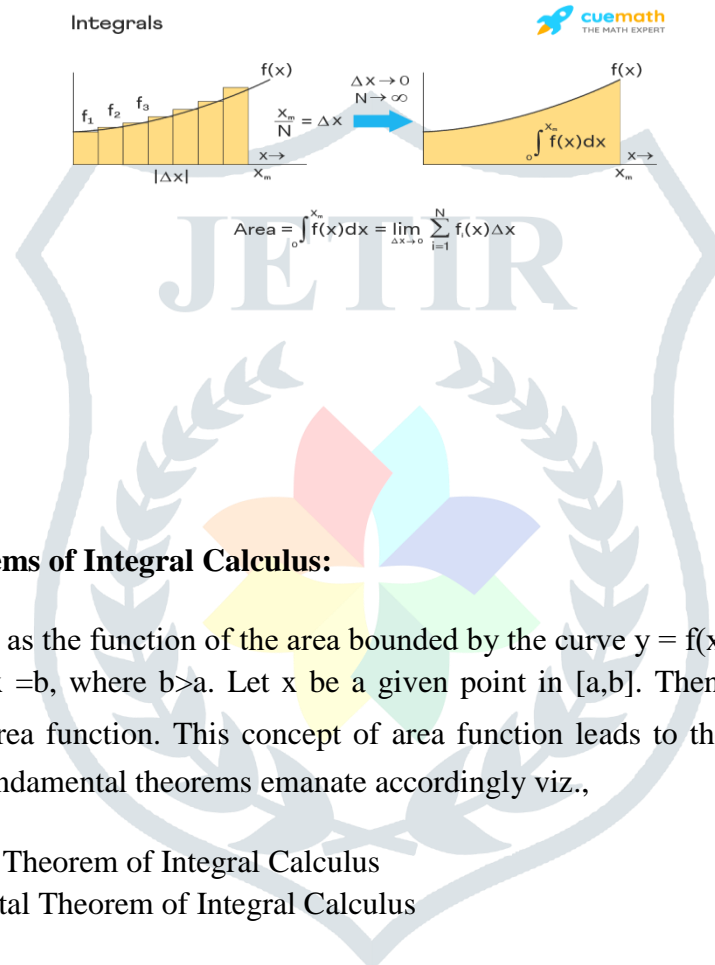 Integrals
cuemath
THE MATH EXPERT
f(x)
f₁ f₂ f₃
xₘ/N = Δx
Δx→0
N→∞
x→
|Δx|
xₘ
f(x)
₀∫^xₘ f(x)dx
x→
xₘ
Area = ₀∫^xₘ f(x)dx = lim Δx→0 ∑ i=1 N fᵢ(x)Δx
JETIR
ems of Integral Calculus:
as the function of the area bounded by the curve y = f(x
=b, where b>a. Let x be a given point in [a,b]. Then
rea function. This concept of area function leads to th
ndamental theorems emanate accordingly viz.,
Theorem of Integral Calculus
tal Theorem of Integral Calculus